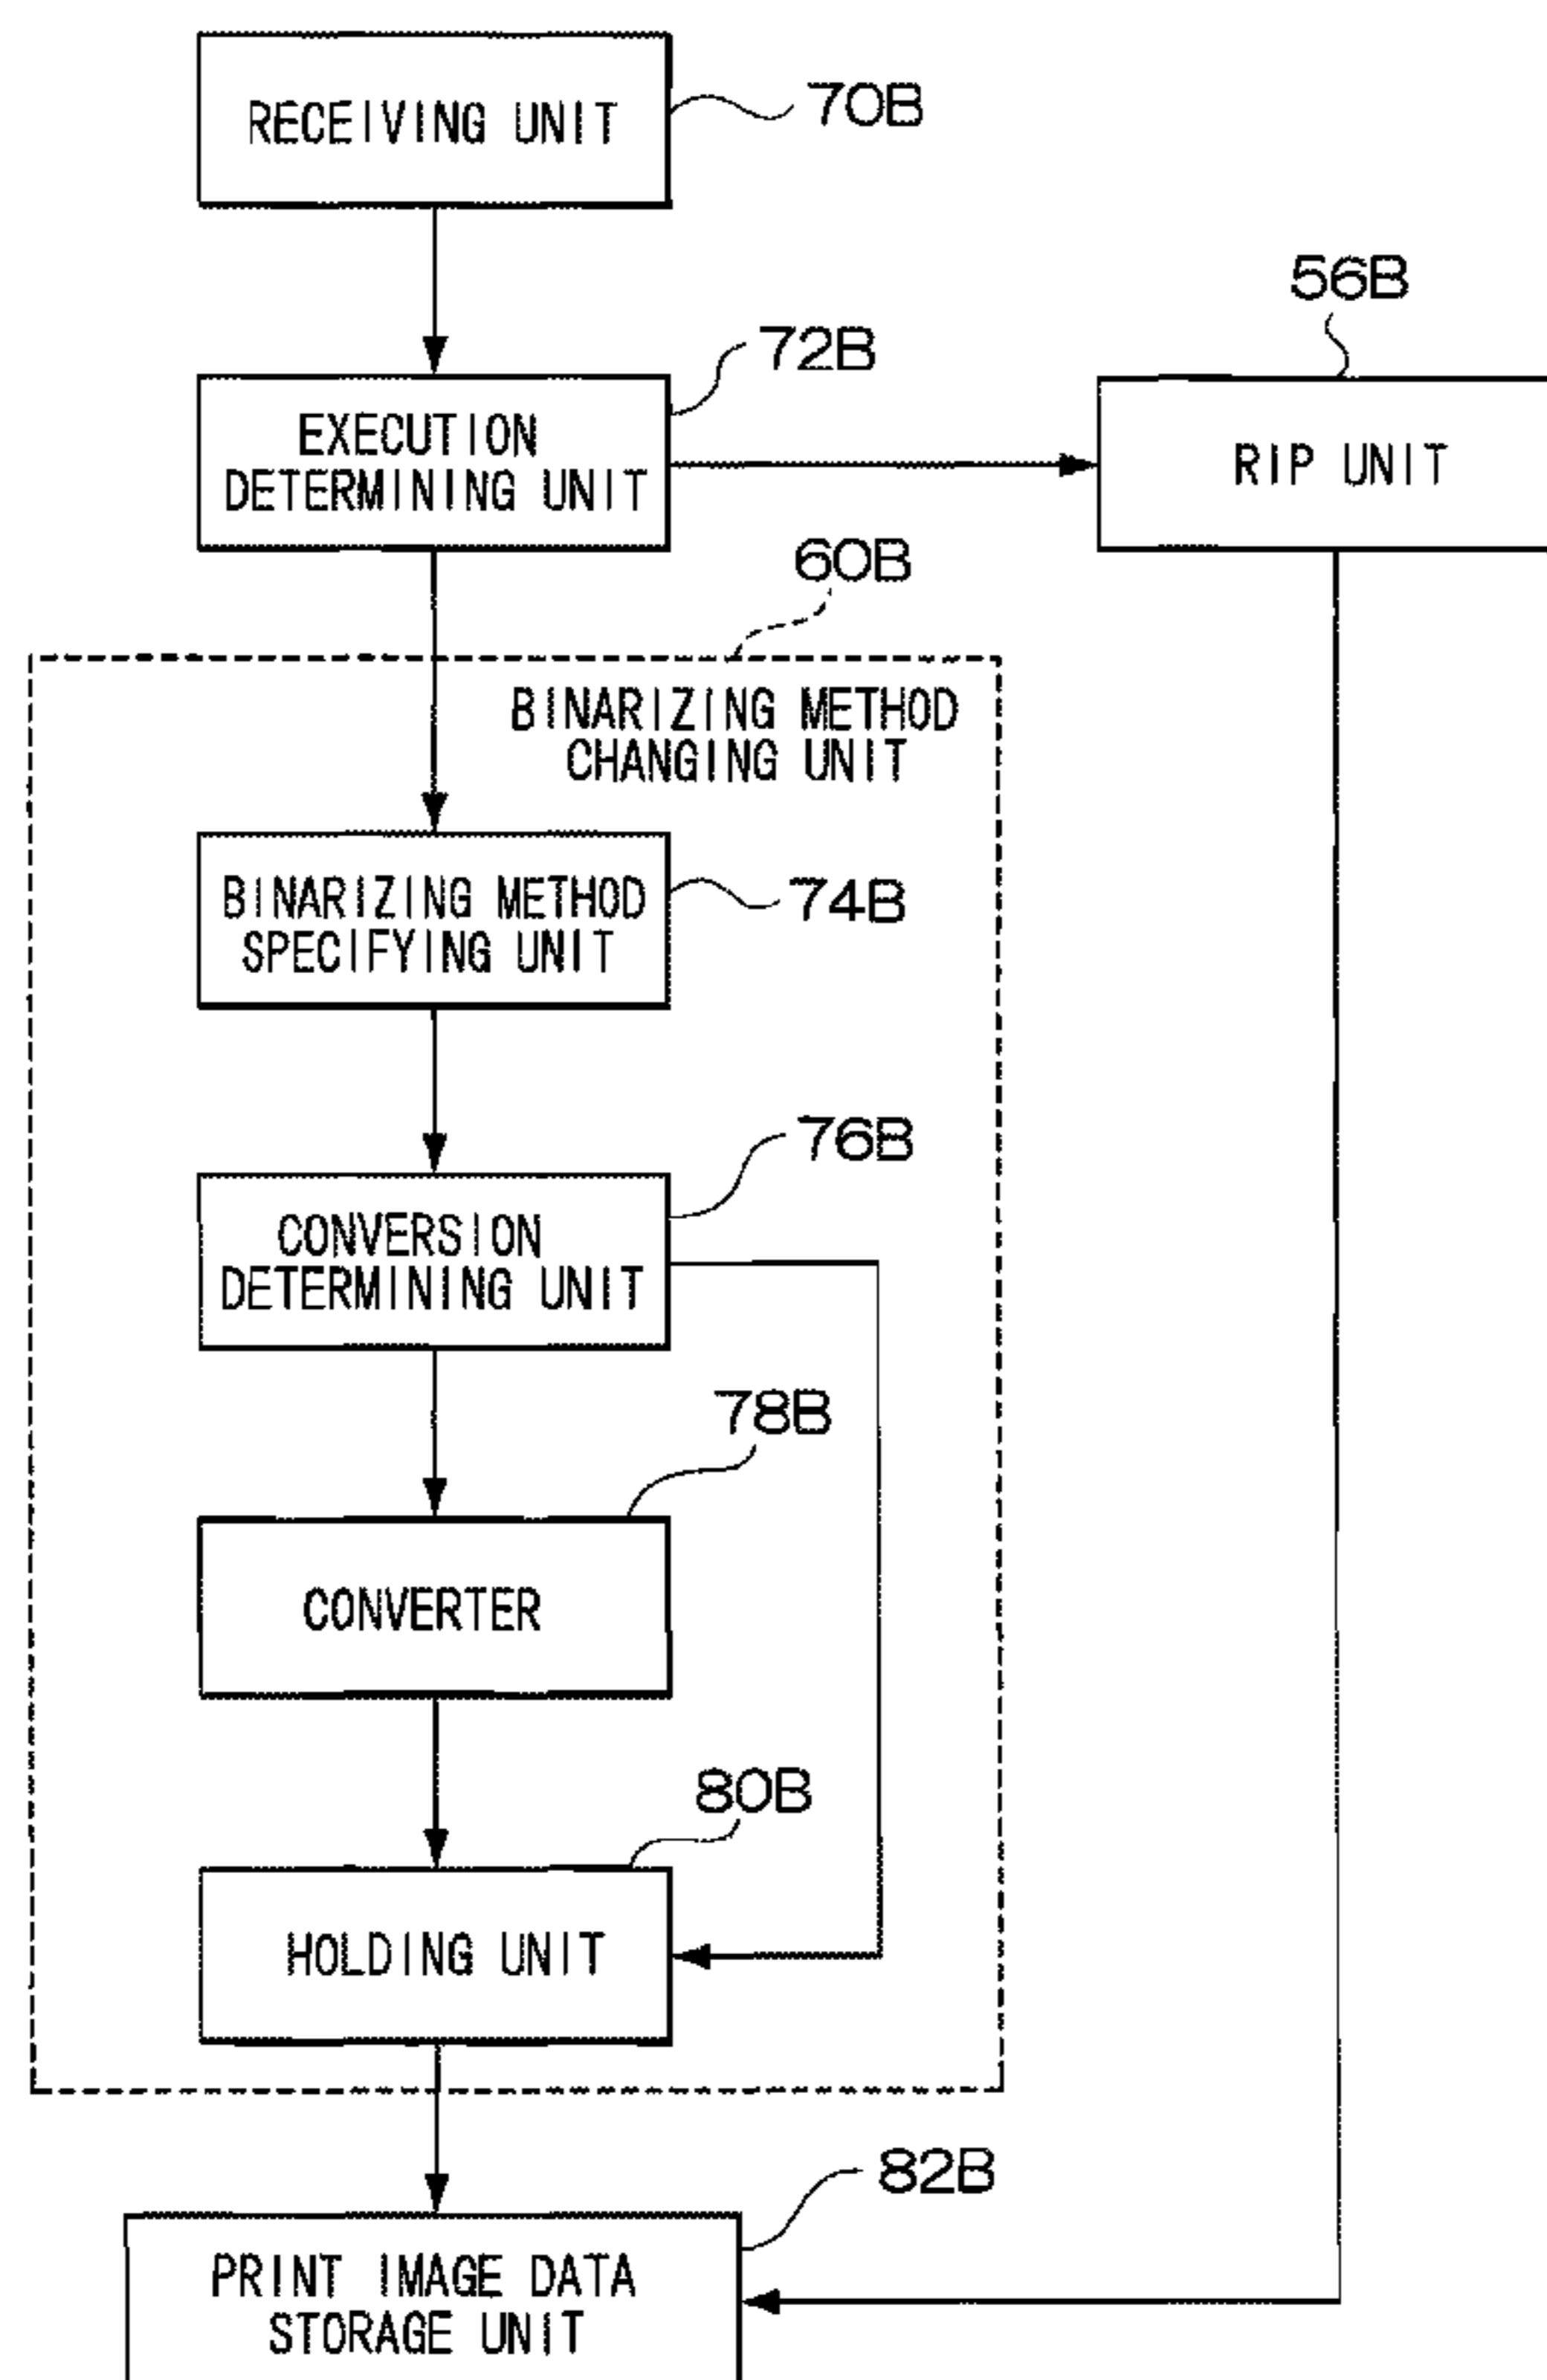 RECEIVING UNIT
70B
56B
72B
EXECUTION
DETERMINING UNIT
RIP UNIT
60B
BINARIZING METHOD
CHANGING UNIT
BINARIZING METHOD
SPECIFYING UNIT
74B
76B
CONVERSION
DETERMINING UNIT
78B
CONVERTER
80B
HOLDING UNIT
82B
PRINT IMAGE DATA
STORAGE UNIT